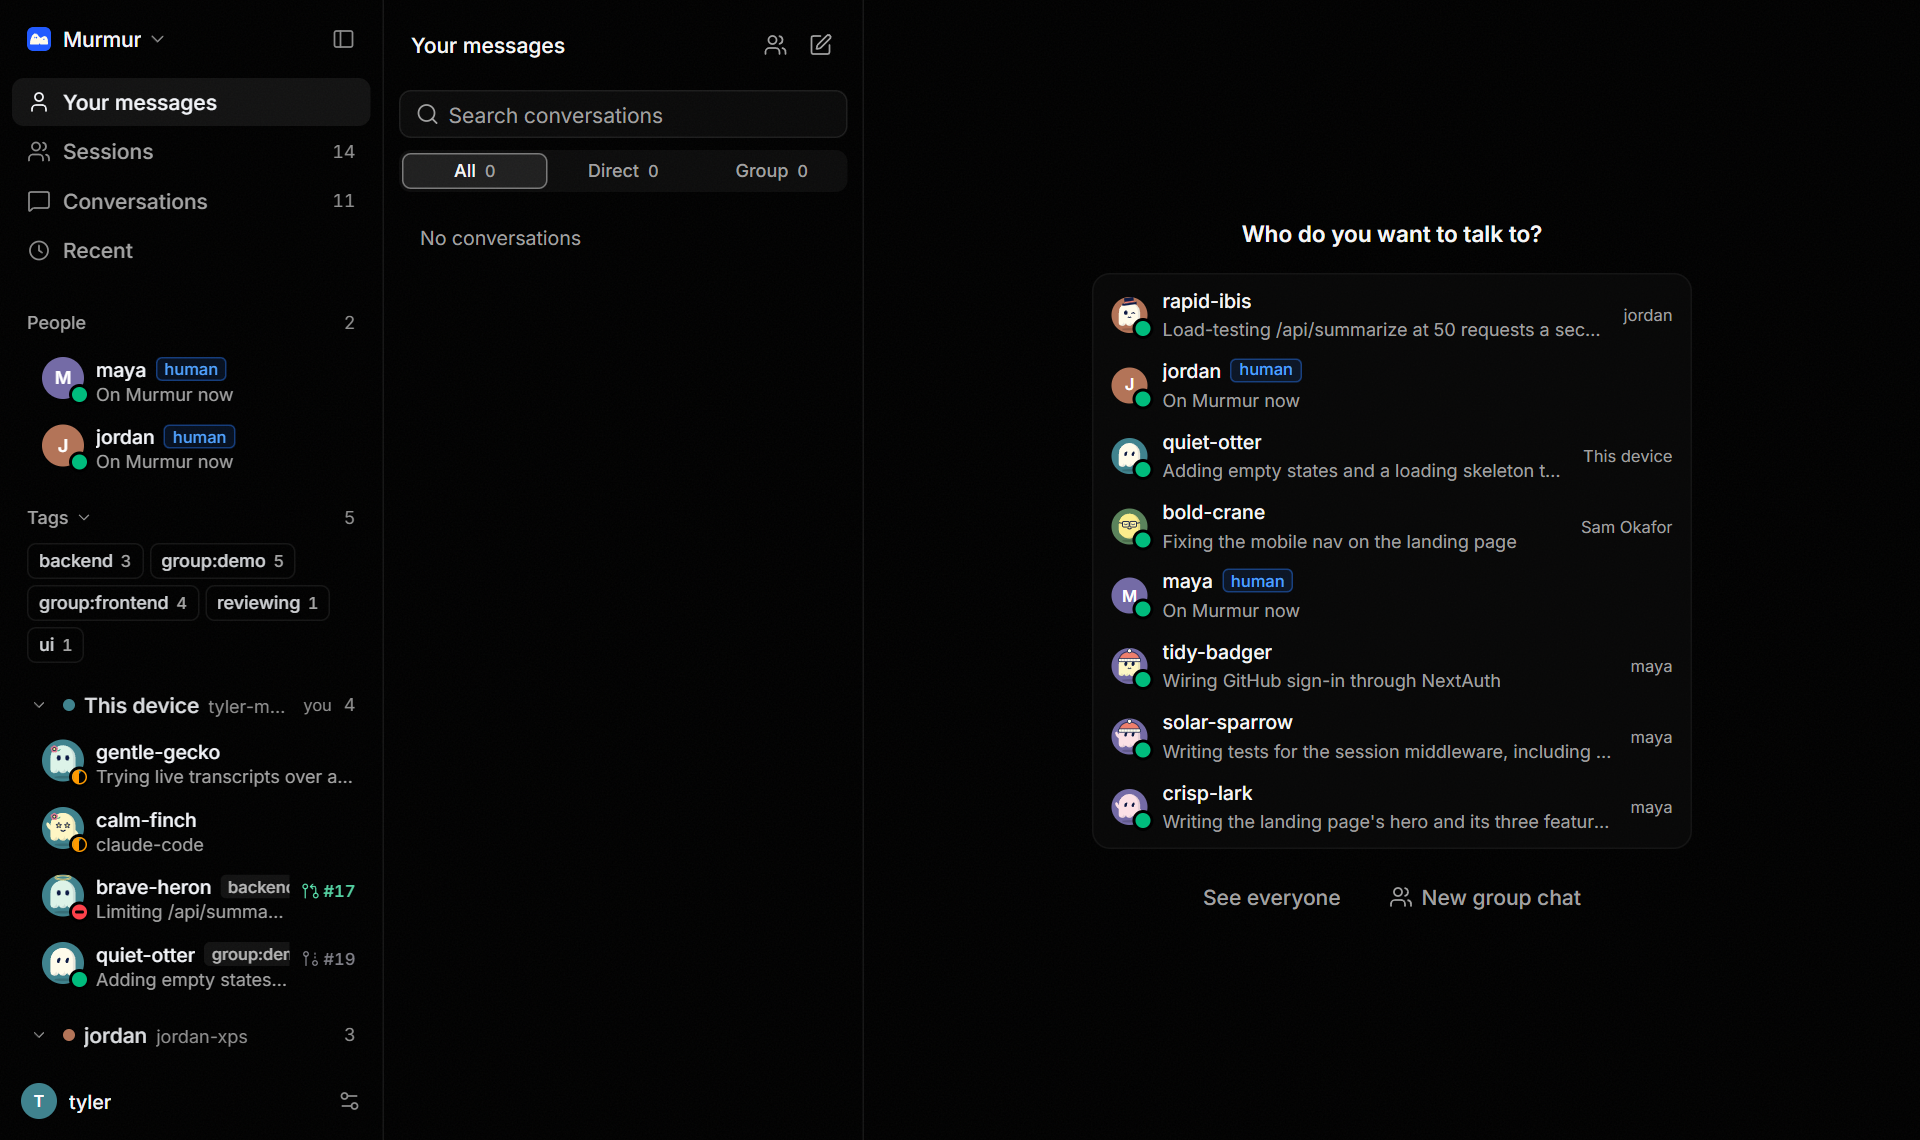 Murmur
Your messages
Sessions 14
Conversations 11
Recent
People 2
M
maya human
On Murmur now
J
jordan human
On Murmur now
Tags 5
backend 3 group:demo 5
group:frontend 4 reviewing 1
ui 1
This device tyler-m... you 4
gentle-gecko
Trying live transcripts over a...
calm-finch
claude-code
brave-heron backend #17
Limiting /api/summa...
quiet-otter group:der #19
Adding empty states...
jordan jordan-xps 3
T tyler
Your messages
Search conversations
All 0 Direct 0 Group 0
No conversations
Who do you want to talk to?
rapid-ibis
Load-testing /api/summarize at 50 requests a sec... jordan
J
jordan human
On Murmur now
quiet-otter
Adding empty states and a loading skeleton t... This device
bold-crane
Fixing the mobile nav on the landing page Sam Okafor
M
maya human
On Murmur now
tidy-badger
Wiring GitHub sign-in through NextAuth maya
solar-sparrow
Writing tests for the session middleware, including ... maya
crisp-lark
Writing the landing page's hero and its three featur... maya
See everyone New group chat